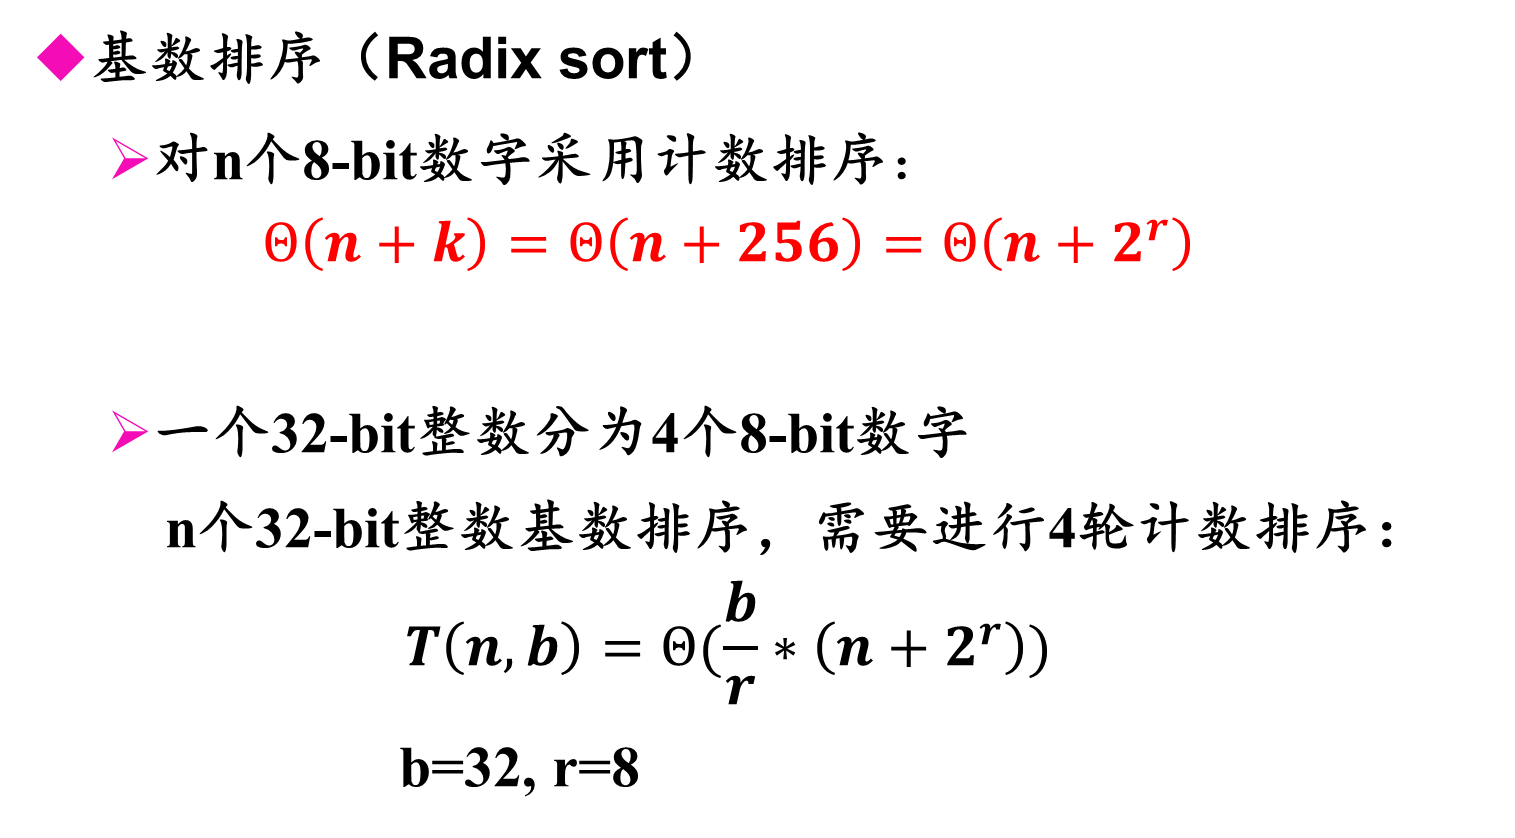 ◆基数排序（Radix sort）
➢对n个8-bit数字采用计数排序：
Θ(n + k) = Θ(n + 256) = Θ(n + 2^r)
➢一个32-bit整数分为4个8-bit数字
n个32-bit整数基数排序，需要进行4轮计数排序：
T(n, b) = Θ(b/r * (n + 2^r))
b=32, r=8